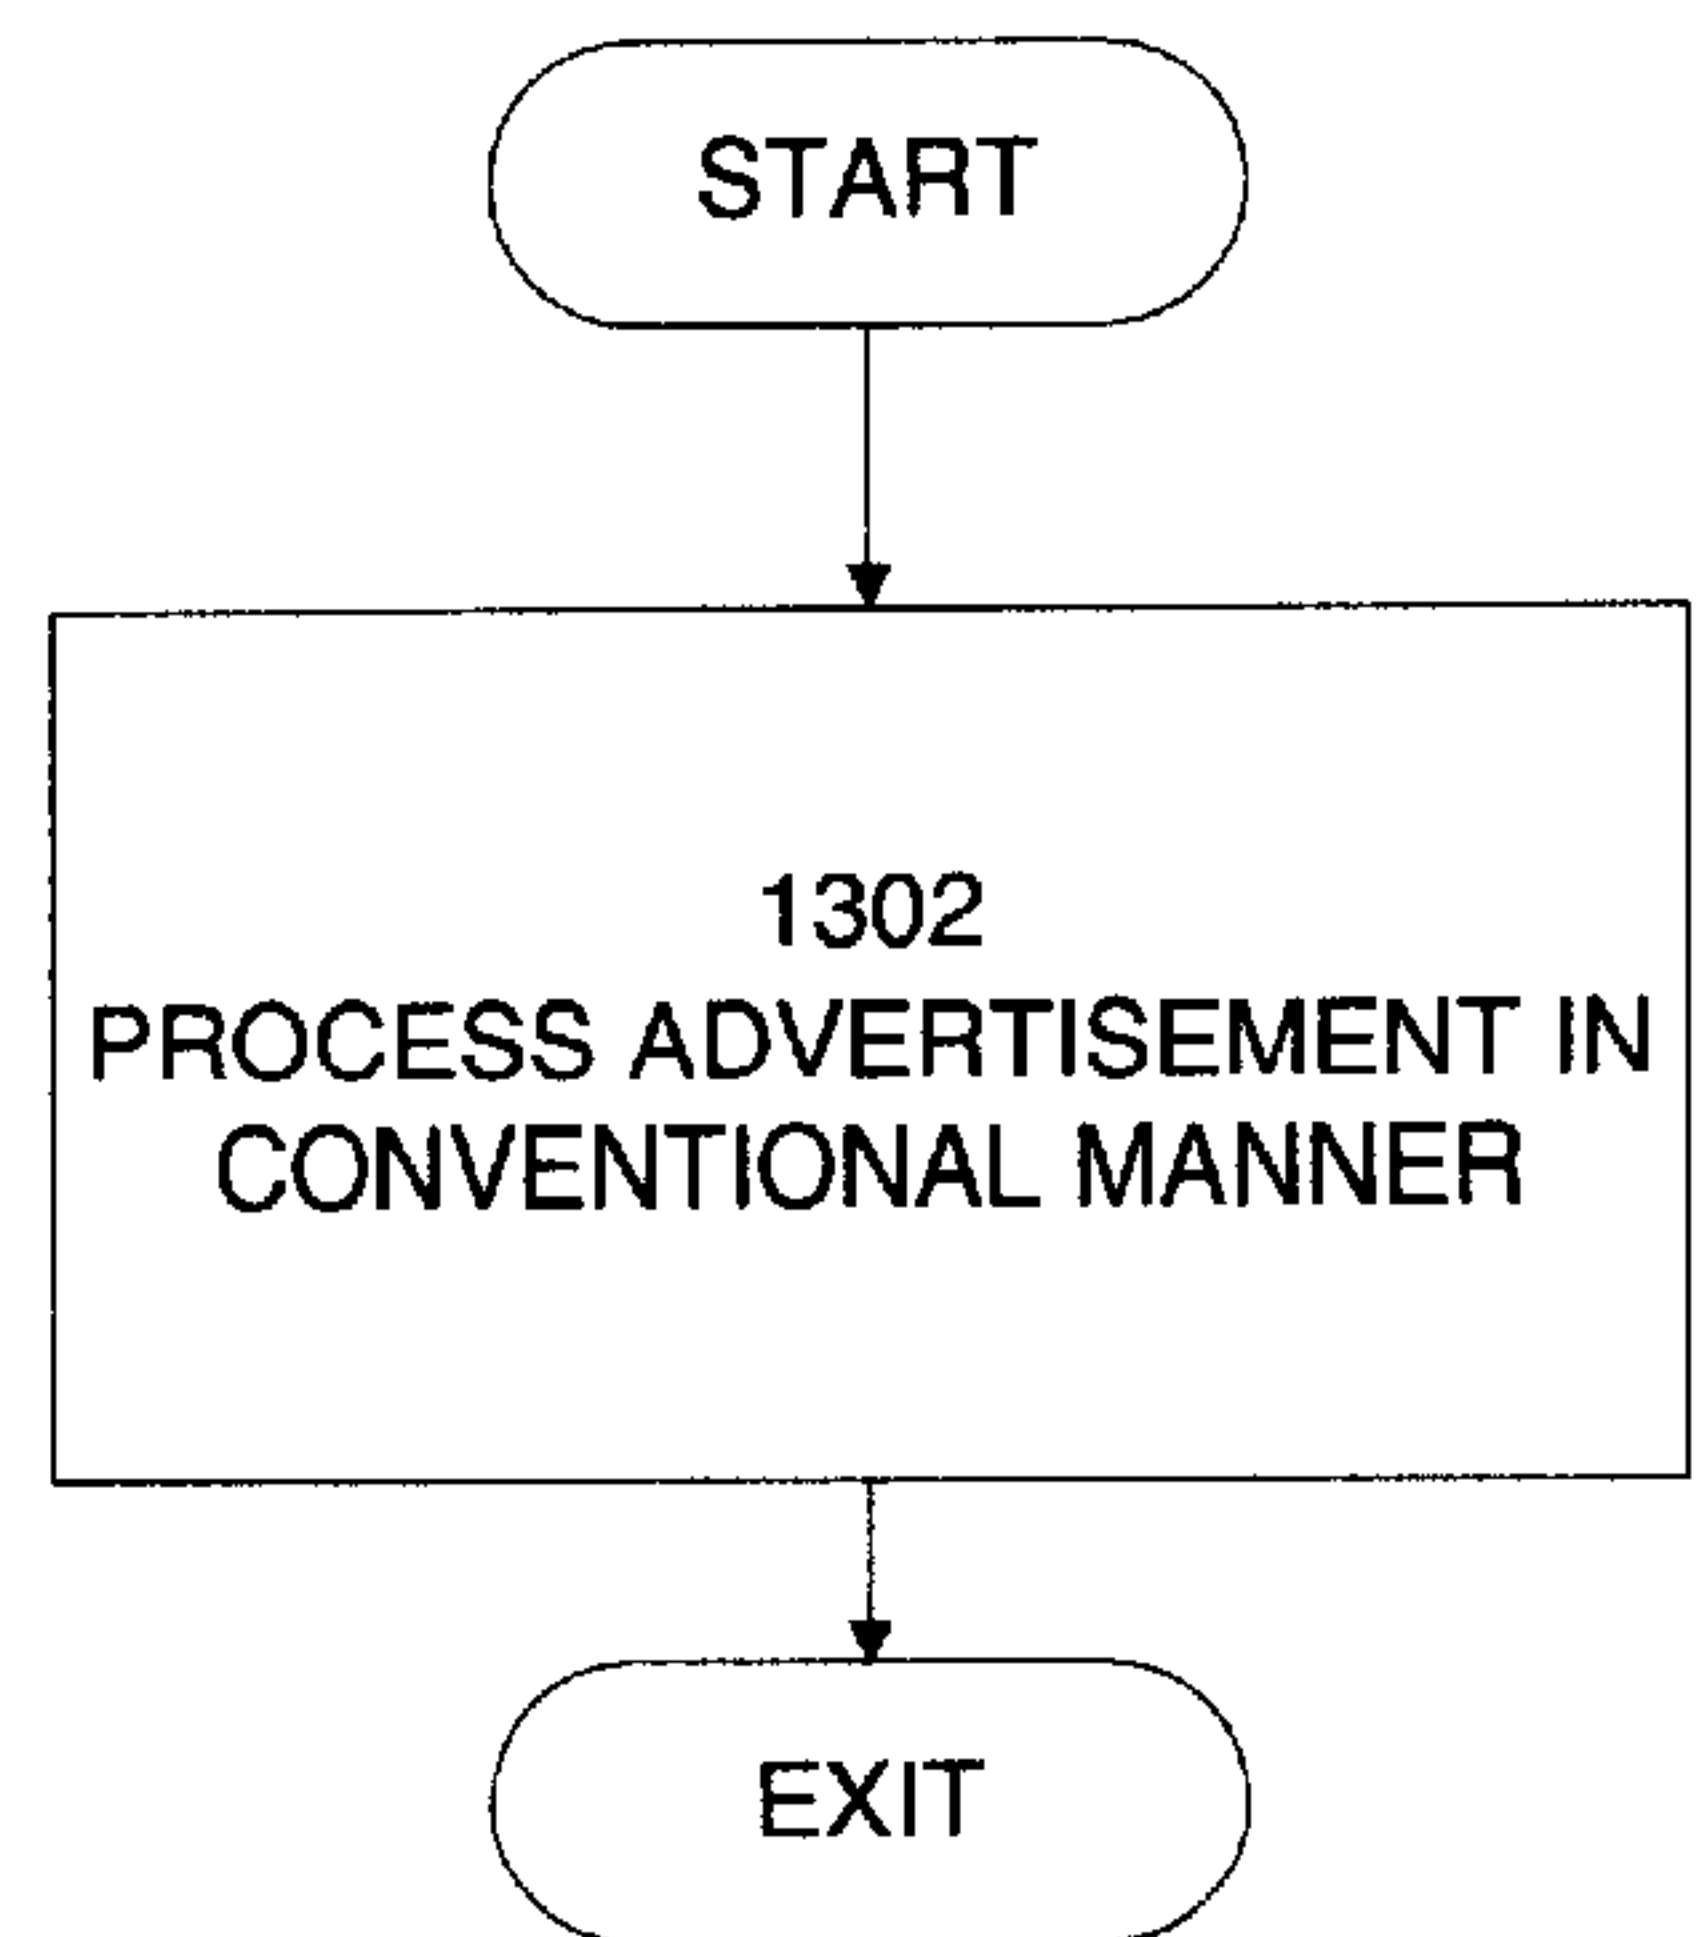 START
1302
PROCESS ADVERTISEMENT IN
CONVENTIONAL MANNER
EXIT